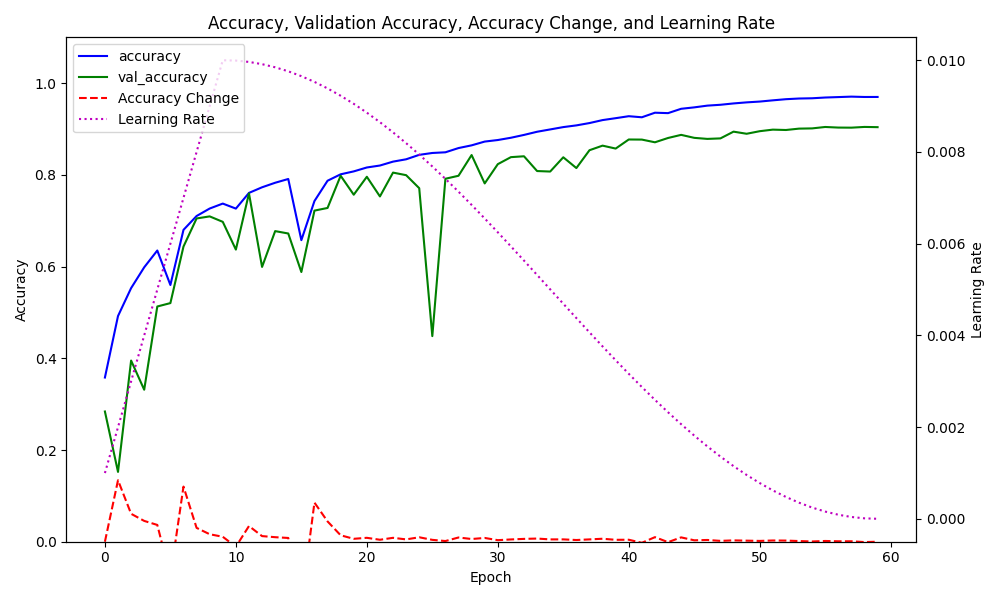 Accuracy, Validation Accuracy, Accuracy Change, and Learning Rate
accuracy
val_accuracy
Accuracy Change
Learning Rate
Accuracy
1.0
0.8
0.6
0.4
0.2
0.0
0.010
0.008
0.006
0.004
0.002
0.000
Learning Rate
0
10
20
30
40
50
60
Epoch